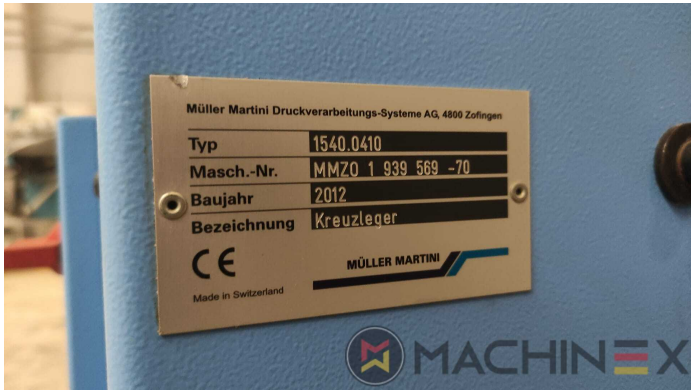 Müller Martini Druckverarbeitungs-Systeme AG, 4800 Zofingen
Typ 1540.0410
Masch.-Nr. MMZO 1 939 569 -70
Baujahr 2012
Bezeichnung Kreuzleger
CE
MÜLLER MARTINI
Made in Switzerland
MACHINEX